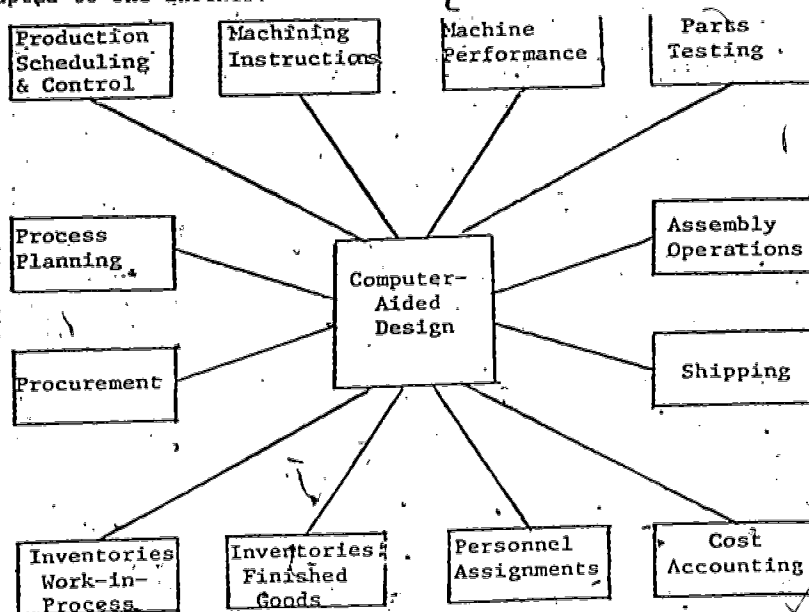 Production
Scheduling
& Control
Machining
Instructions
Machine
Performance
Parts
Testing
Process
Planning
Computer-
Aided
Design
Assembly
Operations
Procurement
Shipping
Inventories
Work-in-
Process
Inventories
Finished
Goods
Personnel
Assignments
Cost
Accounting